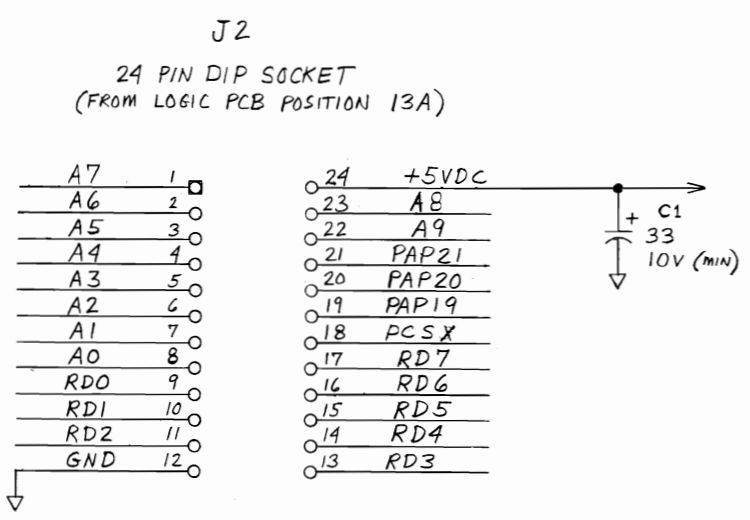 J2
24 PIN DIP SOCKET
(FROM LOGIC PCB POSITION 13A)
A7 1
A6 2
A5 3
A4 4
A3 5
A2 6
A1 7
A0 8
RD0 9
RD1 10
RD2 11
GND 12
24 +5VDC
23 A8
22 A9
21 PAP21
20 PAP20
19 PAP19
18 PCSX
17 RD7
16 RD6
15 RD5
14 RD4
13 RD3
+ C1
33
10V (MIN)